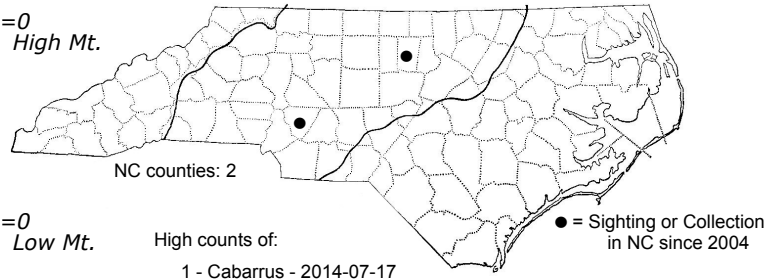 =0
High Mt.
NC counties: 2
=0
Low Mt.
High counts of:
1 - Cabarrus - 2014-07-17
● = Sighting or Collection
in NC since 2004